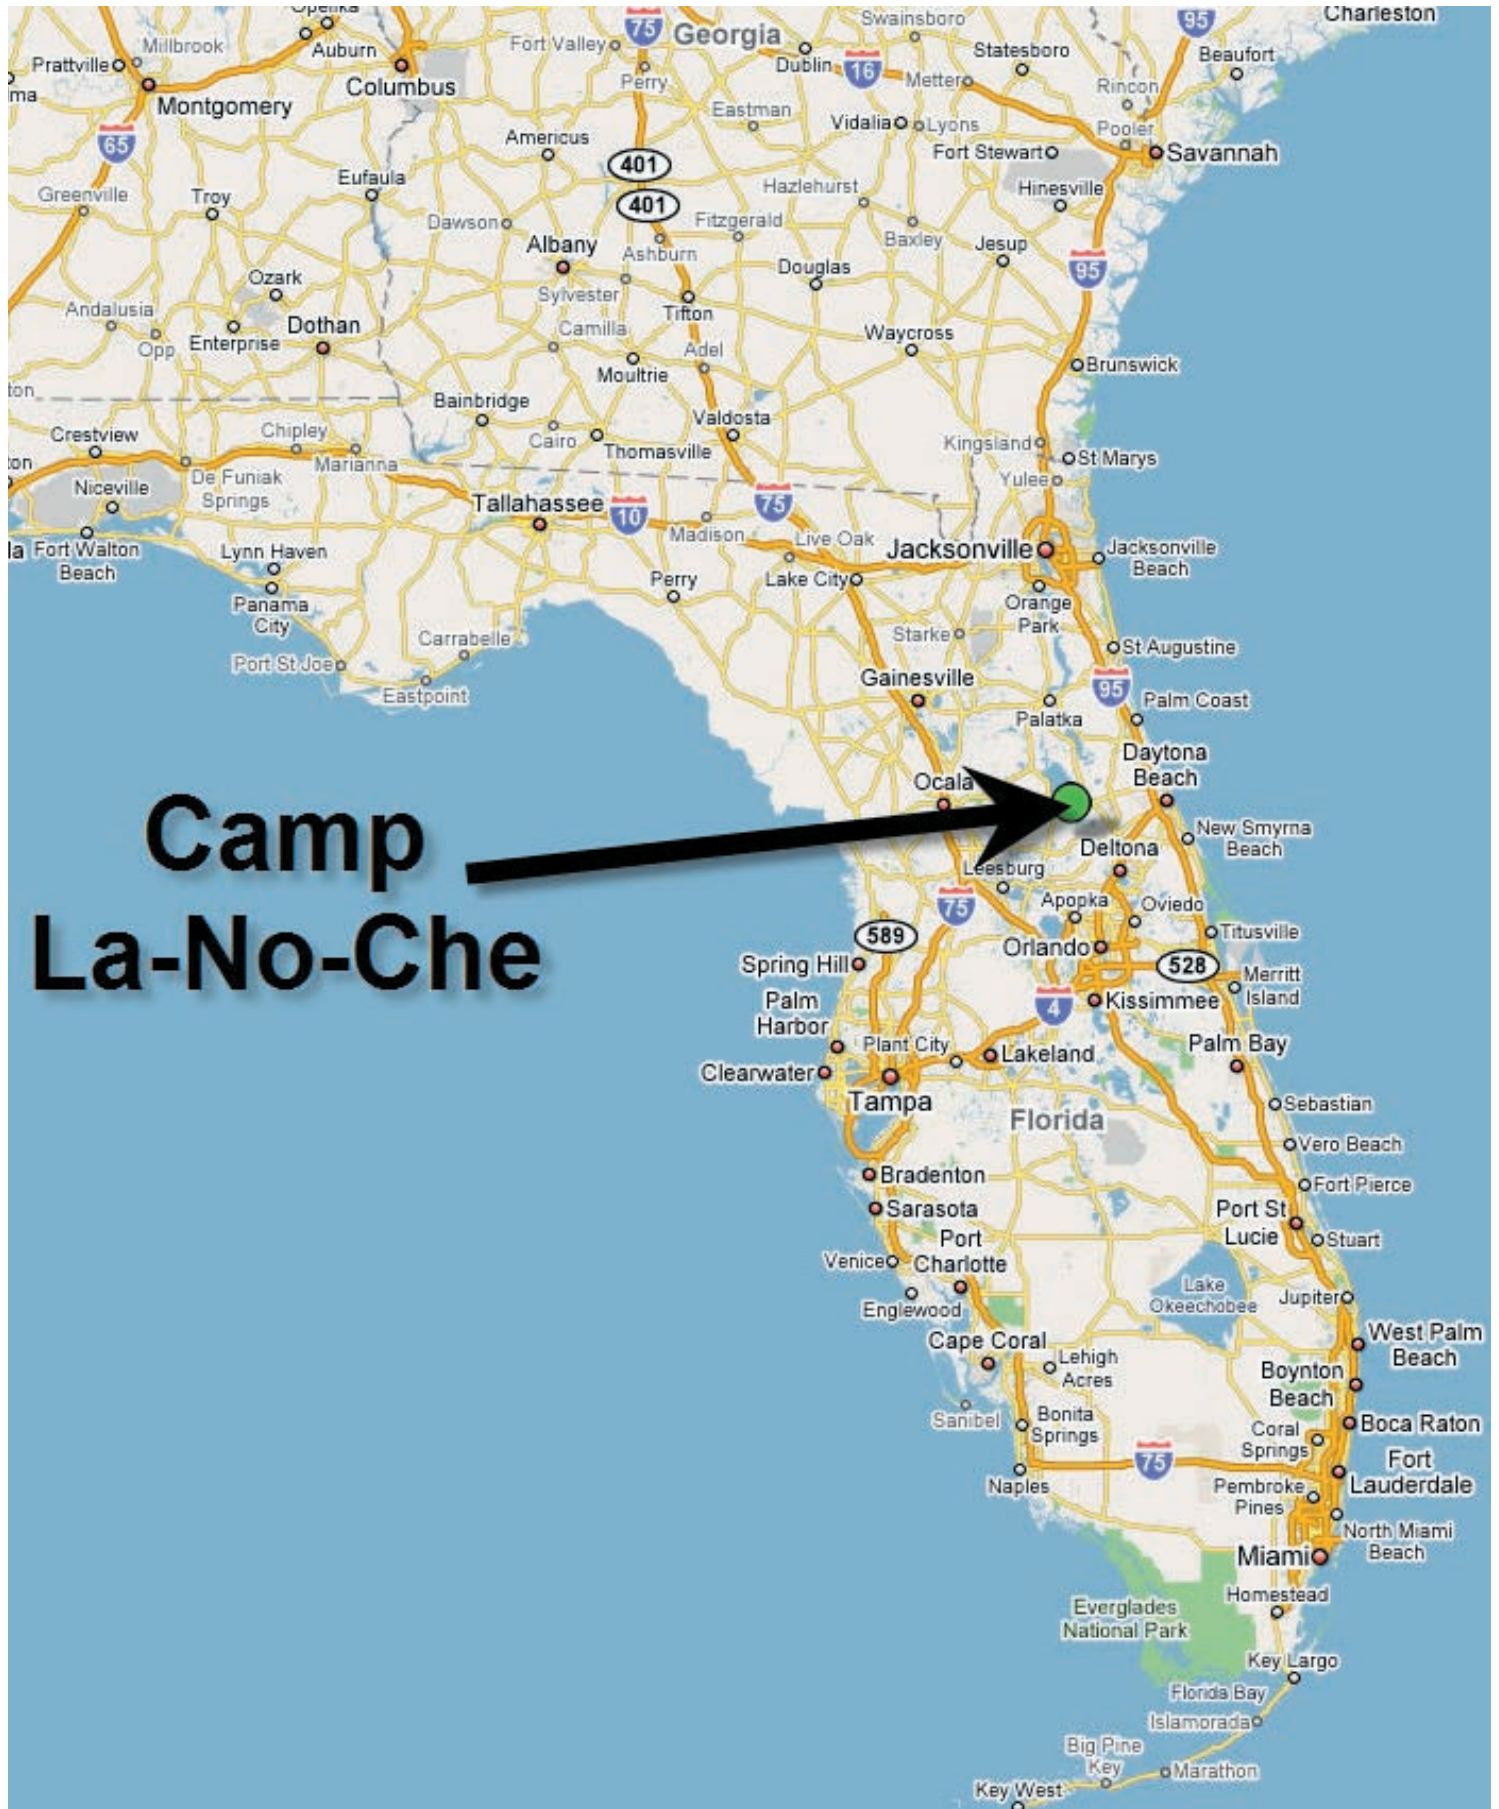 Opelika
Charleston
Swainsboro
95
75
Georgia
Millbrook
Auburn
Fort Valley
Statesboro
Beaufort
Prattville
Dublin
16
Metter
Perry
Columbus
Rincon
ma
Montgomery
Eastman
Vidalia
Lyons
Pooler
65
Americus
401
Fort Stewart
Savannah
Eufaula
Hazlehurst
Hinesville
Greenville
Troy
401
Dawson
Fitzgerald
Baxley
Jesup
Albany
Ashburn
Douglas
95
Ozark
Sylvester
Tifton
Andalusia
Enterprise
Dothan
Camilla
Waycross
Opp
Adel
Moultrie
Brunswick
ton
Bainbridge
Valdosta
Crestview
Chipley
Cairo
Thomasville
Kingsland
St Marys
ton
Marianna
De Funiak
Springs
Yulee
Niceville
Tallahassee
10
75
Madison
Live Oak
Jacksonville
Jacksonville
Beach
la
Fort Walton
Beach
Lynn Haven
Perry
Lake City
Panama
City
Orange
Park
Starke
Carrabelle
St Augustine
Port St Joe
Eastpoint
Gainesville
95
Palm Coast
Palatka
Daytona
Beach
Ocala
Camp
La-No-Che
New Smyrna
Beach
Deltona
Leesburg
Apopka
Oviedo
75
589
Titusville
Orlando
528
Spring Hill
Merritt
Island
4
Kissimmee
Palm
Harbor
Plant City
Lakeland
Palm Bay
Clearwater
Tampa
Sebastian
Florida
Vero Beach
Bradenton
Fort Pierce
Sarasota
Port St
Lucie
Stuart
Port
Charlotte
Venice
Lake
Okeechobee
Jupiter
Englewood
Cape Coral
West Palm
Beach
Lehigh
Acres
Boynton
Beach
Sanibel
Bonita
Springs
Coral
Springs
Boca Raton
75
Fort
Lauderdale
Naples
Pembroke
Pines
North Miami
Beach
Miami
Homestead
Everglades
National Park
Key Largo
Florida Bay
Islamorada
Big Pine
Key
Marathon
Key West